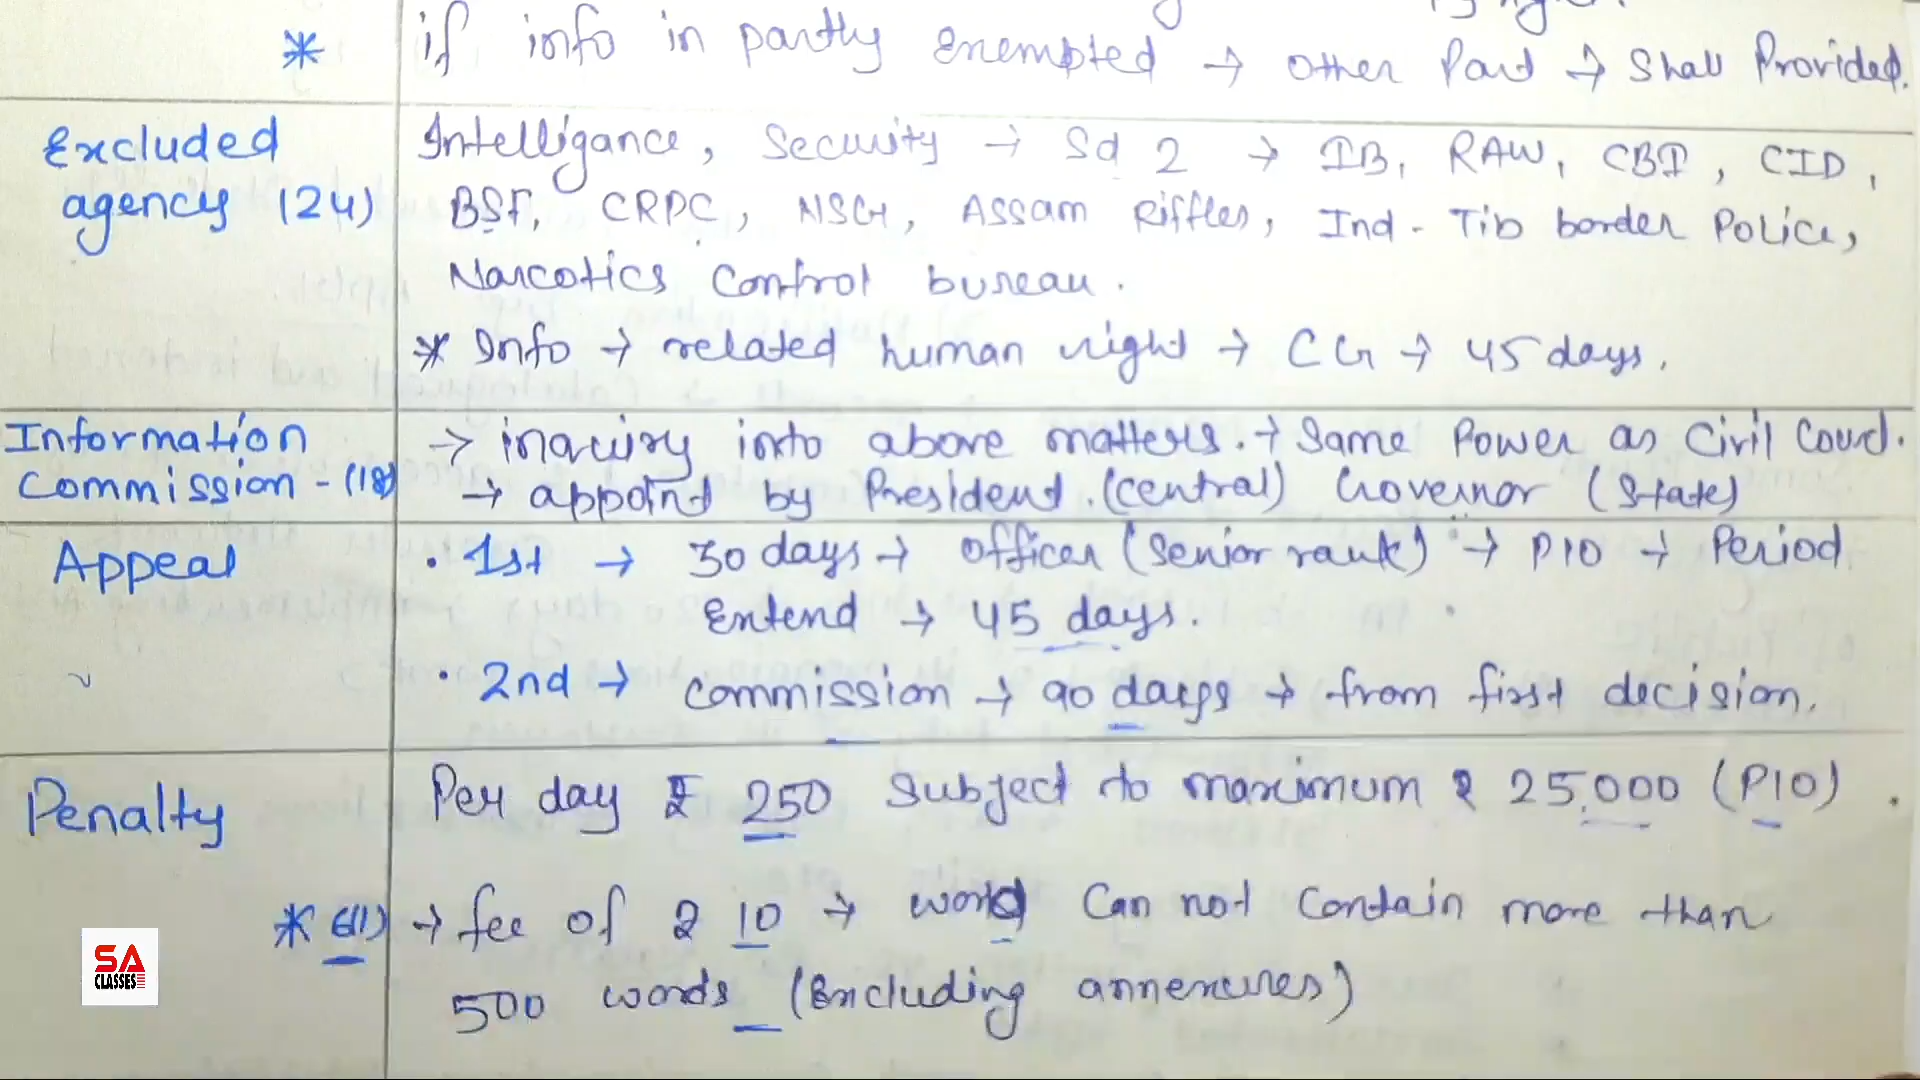 * if info in partly exempted → other Part → Shall Provided.
Excluded agency (24)
Intelligance, Security → Sd 2 → IB, RAW, CBI, CID,
BSF, CRPC, NSG, Assam Riffles, Ind - Tib border Police,
Narcotics Control bureau.
* Info → related human right → CG → 45 days.
Information
Commission - (18)
→ inquiry into above matters. → Same Power as Civil Court.
→ appoint by President (Central) Governor (State)
Appeal
• 1st → 30 days → officer (Senior rank) → PIO → Period
Extend → 45 days.
• 2nd → commission → 90 days → from first decision.
Penalty
Per day ₹ 250 Subject to maximum ₹ 25,000 (PIO).
* 6(1) → fee of ₹ 10 → word Can not Contain more than
500 words (Excluding annexures)
SA
CLASSES